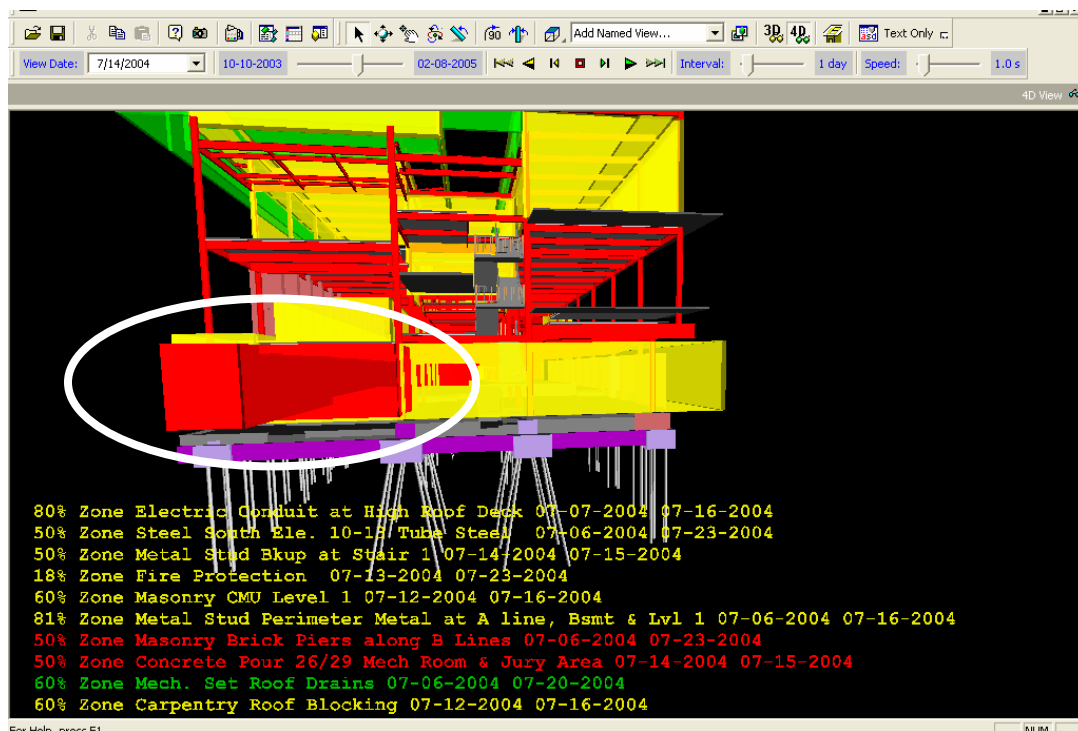 90 Add Named View... 3D 4D Text Only
View Date: 7/14/2004 10-10-2003 02-08-2005 Interval: 1 day Speed: 1.0 s
4D View
80% Zone Electric Conduit at High Roof Deck 07-07-2004 07-16-2004
50% Zone Steel South Ele. 10-18 Tube Steel 07-06-2004 07-23-2004
50% Zone Metal Stud Bkup at Stair 1 07-14-2004 07-15-2004
18% Zone Fire Protection 07-13-2004 07-23-2004
60% Zone Masonry CMU Level 1 07-12-2004 07-16-2004
81% Zone Metal Stud Perimeter Metal at A line, Bsmt & Lvl 1 07-06-2004 07-16-2004
50% Zone Masonry Brick Piers along B Lines 07-06-2004 07-23-2004
50% Zone Concrete Pour 26/29 Mech Room & Jury Area 07-14-2004 07-15-2004
60% Zone Mech. Set Roof Drains 07-06-2004 07-20-2004
60% Zone Carpentry Roof Blocking 07-12-2004 07-16-2004
For Help, press F1 NUM